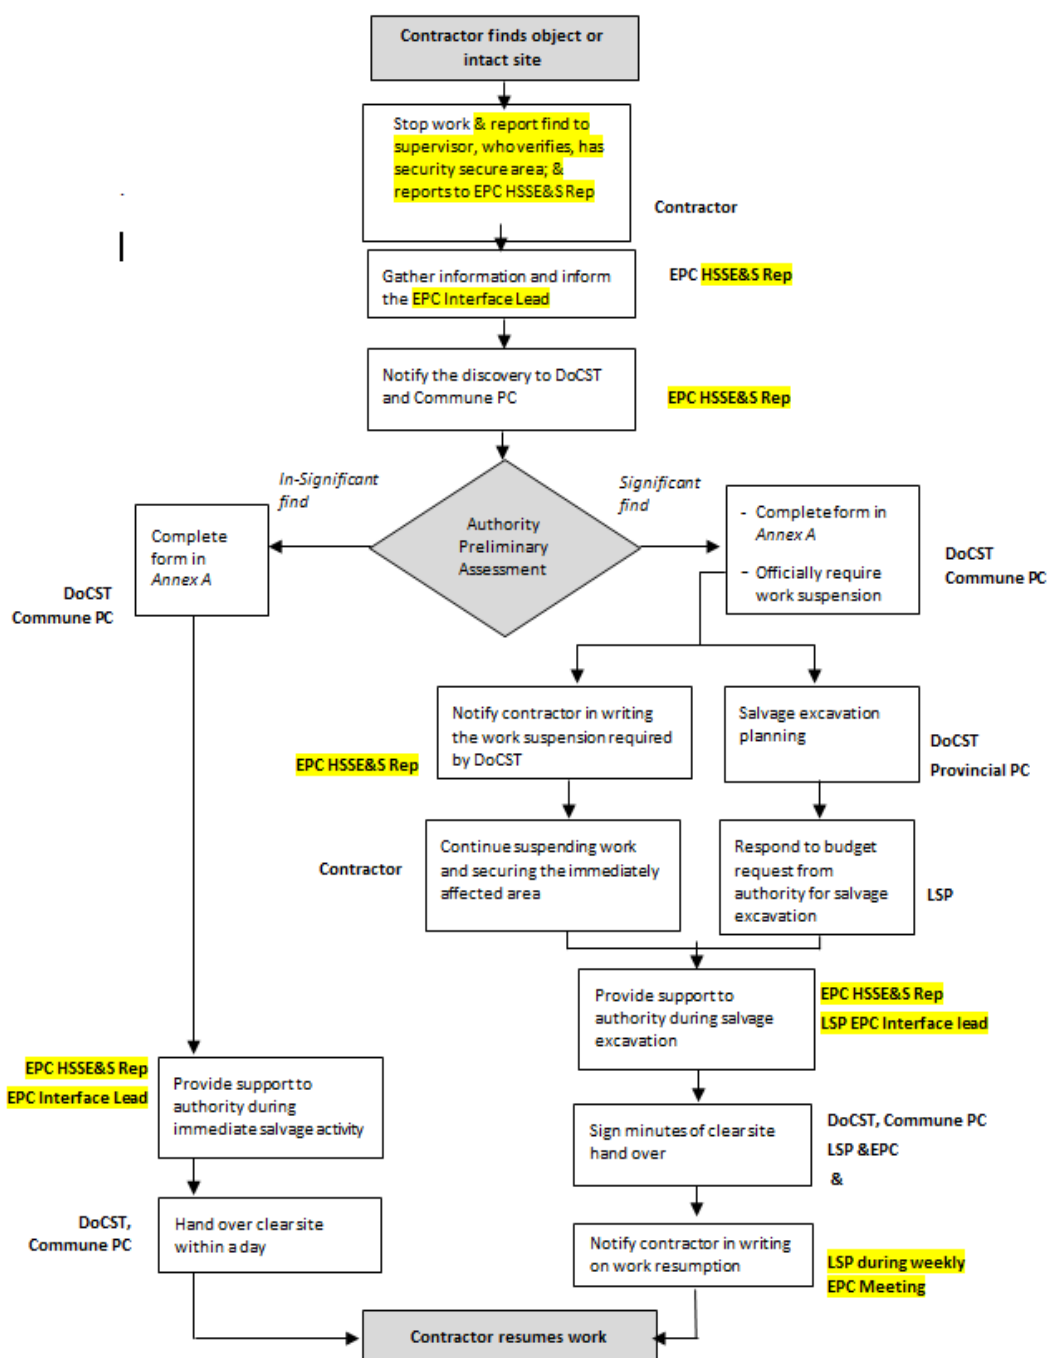 Contractor finds object or
intact site
Stop work & report find to
supervisor, who verifies, has
security secure area; &
reports to EPC HSSE&S Rep
Contractor
Gather information and inform
the EPC Interface Lead
EPC HSSE&S Rep
Notify the discovery to DoCST
and Commune PC
EPC HSSE&S Rep
In-Significant
find
Significant
find
Authority
Preliminary
Assessment
Complete
form in
Annex A
DoCST
Commune PC
- Complete form in
Annex A
- Officially require
work suspension
DoCST
Commune PC
Notify contractor in writing
the work suspension required
by DoCST
EPC HSSE&S Rep
Salvage excavation
planning
DoCST
Provincial PC
Contractor
Continue suspending work
and securing the immediately
affected area
Respond to budget
request from
authority for salvage
excavation
LSP
Provide support to
authority during salvage
excavation
EPC HSSE&S Rep
LSP EPC Interface lead
EPC HSSE&S Rep
EPC Interface Lead
Provide support to
authority during
immediate salvage activity
Sign minutes of clear site
hand over
DoCST, Commune PC
LSP &EPC
&
DoCST,
Commune PC
Hand over clear site
within a day
Notify contractor in writing
on work resumption
LSP during weekly
EPC Meeting
Contractor resumes work